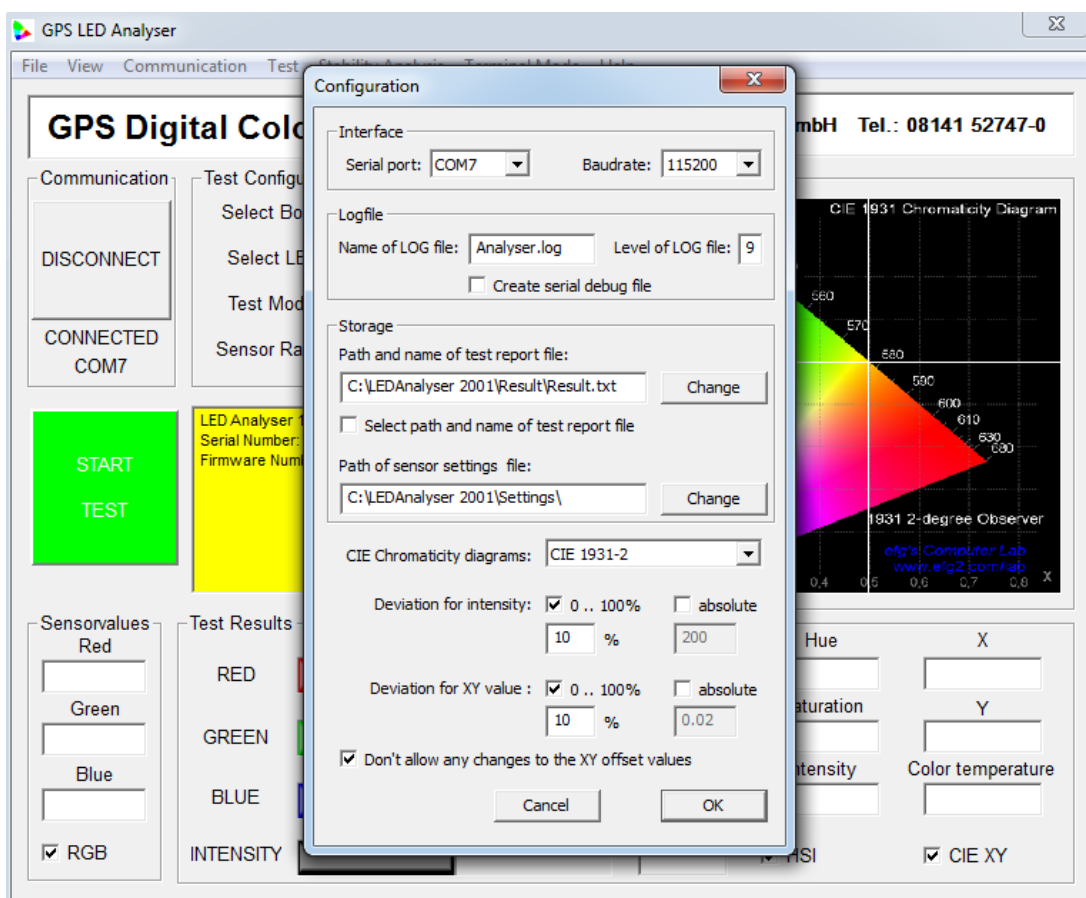 GPS LED Analyser
File View Communication Test Stability Analysis Terminal Mode Help
GPS Digital Colo
mbH Tel.: 08141 52747-0
Communication
DISCONNECT
CONNECTED
COM7
Test Configu
Select Bo
Select LE
Test Mod
Sensor Ra
START
TEST
LED Analyser 1
Serial Number:
Firmware Num
Configuration
Interface
Serial port: COM7 Baudrate: 115200
Logfile
Name of LOG file: Analyser.log Level of LOG file: 9
Create serial debug file
Storage
Path and name of test report file:
C:\LEDAnalyser 2001\Result\Result.txt Change
Select path and name of test report file
Path of sensor settings file:
C:\LEDAnalyser 2001\Settings\ Change
CIE Chromaticity diagrams: CIE 1931-2
Deviation for intensity: 0 .. 100% absolute
10 % 200
Deviation for XY value : 0 .. 100% absolute
10 % 0.02
Don't allow any changes to the XY offset values
Cancel OK
CIE 1931 Chromaticity Diagram
560
570
580
590
600
610
630
680
1931 2-degree Observer
efg's Computer Lab
www.efg2.com/lab
0,4 0,5 0,6 0,7 0,8 X
Sensorvalues
Red
Green
Blue
RGB
Test Results
RED
GREEN
BLUE
INTENSITY
Hue X
aturation Y
ntensity Color temperature
HSI CIE XY